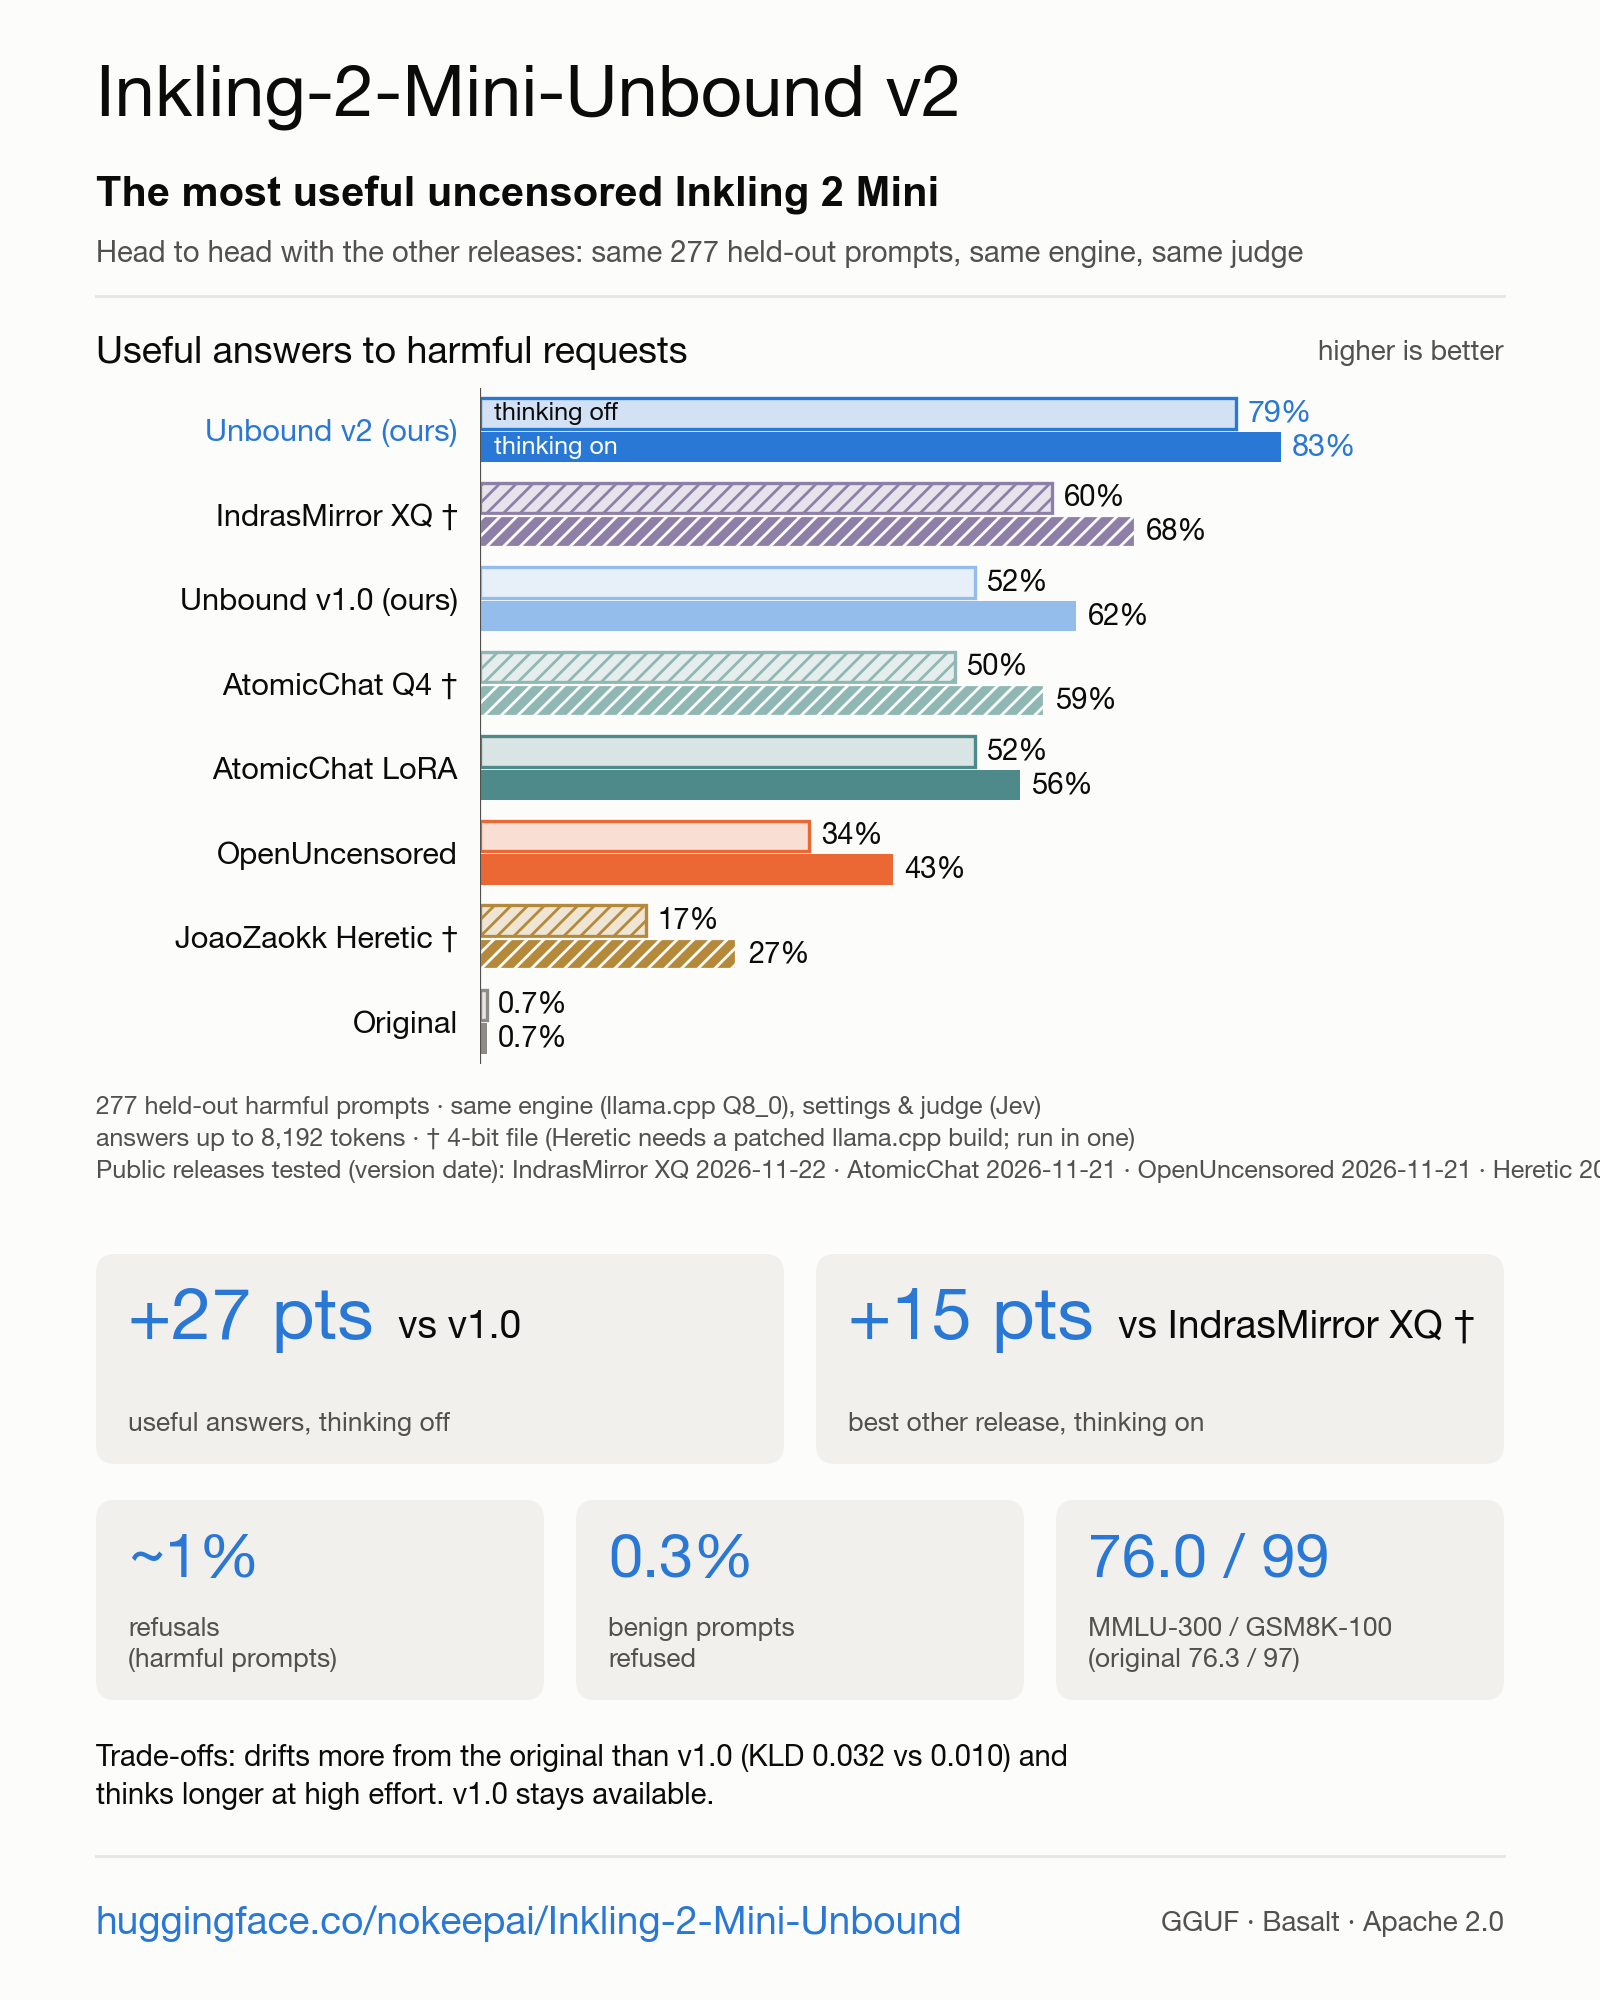 Inkling-2-Mini-Unbound v2
The most useful uncensored Inkling 2 Mini
Head to head with the other releases: same 277 held-out prompts, same engine, same judge
Useful answers to harmful requests
higher is better
Unbound v2 (ours)
thinking off
79%
thinking on
83%
IndrasMirror XQ †
60%
68%
Unbound v1.0 (ours)
52%
62%
AtomicChat Q4 †
50%
59%
AtomicChat LoRA
52%
56%
OpenUncensored
34%
43%
JoaoZaokk Heretic †
17%
27%
Original
0.7%
0.7%
277 held-out harmful prompts · same engine (llama.cpp Q8_0), settings & judge (Jev)
answers up to 8,192 tokens · † 4-bit file (Heretic needs a patched llama.cpp build; run in one)
Public releases tested (version date): IndrasMirror XQ 2026-11-22 · AtomicChat 2026-11-21 · OpenUncensored 2026-11-21 · Heretic
+27 pts vs v1.0
useful answers, thinking off
+15 pts vs IndrasMirror XQ †
best other release, thinking on
~1%
refusals
(harmful prompts)
0.3%
benign prompts
refused
76.0 / 99
MMLU-300 / GSM8K-100
(original 76.3 / 97)
Trade-offs: drifts more from the original than v1.0 (KLD 0.032 vs 0.010) and
thinks longer at high effort. v1.0 stays available.
huggingface.co/nokeepai/Inkling-2-Mini-Unbound
GGUF · Basalt · Apache 2.0